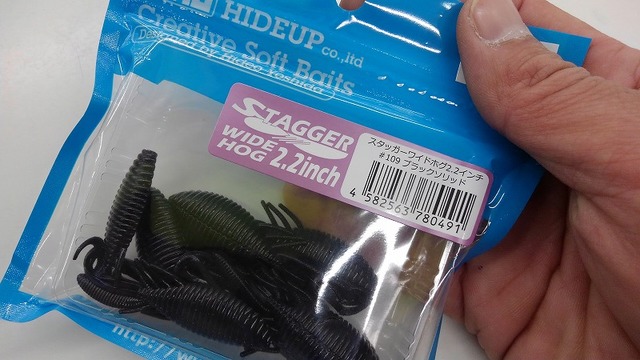 HIDEUP co.,ltd
Creative Soft Baits
Designed by Hideo Yoshida
STAGGER
WIDE HOG 2.2inch
スタッガーワイドホグ2.2インチ
#109 ブラックソリッド
4 582563 780491
http://w